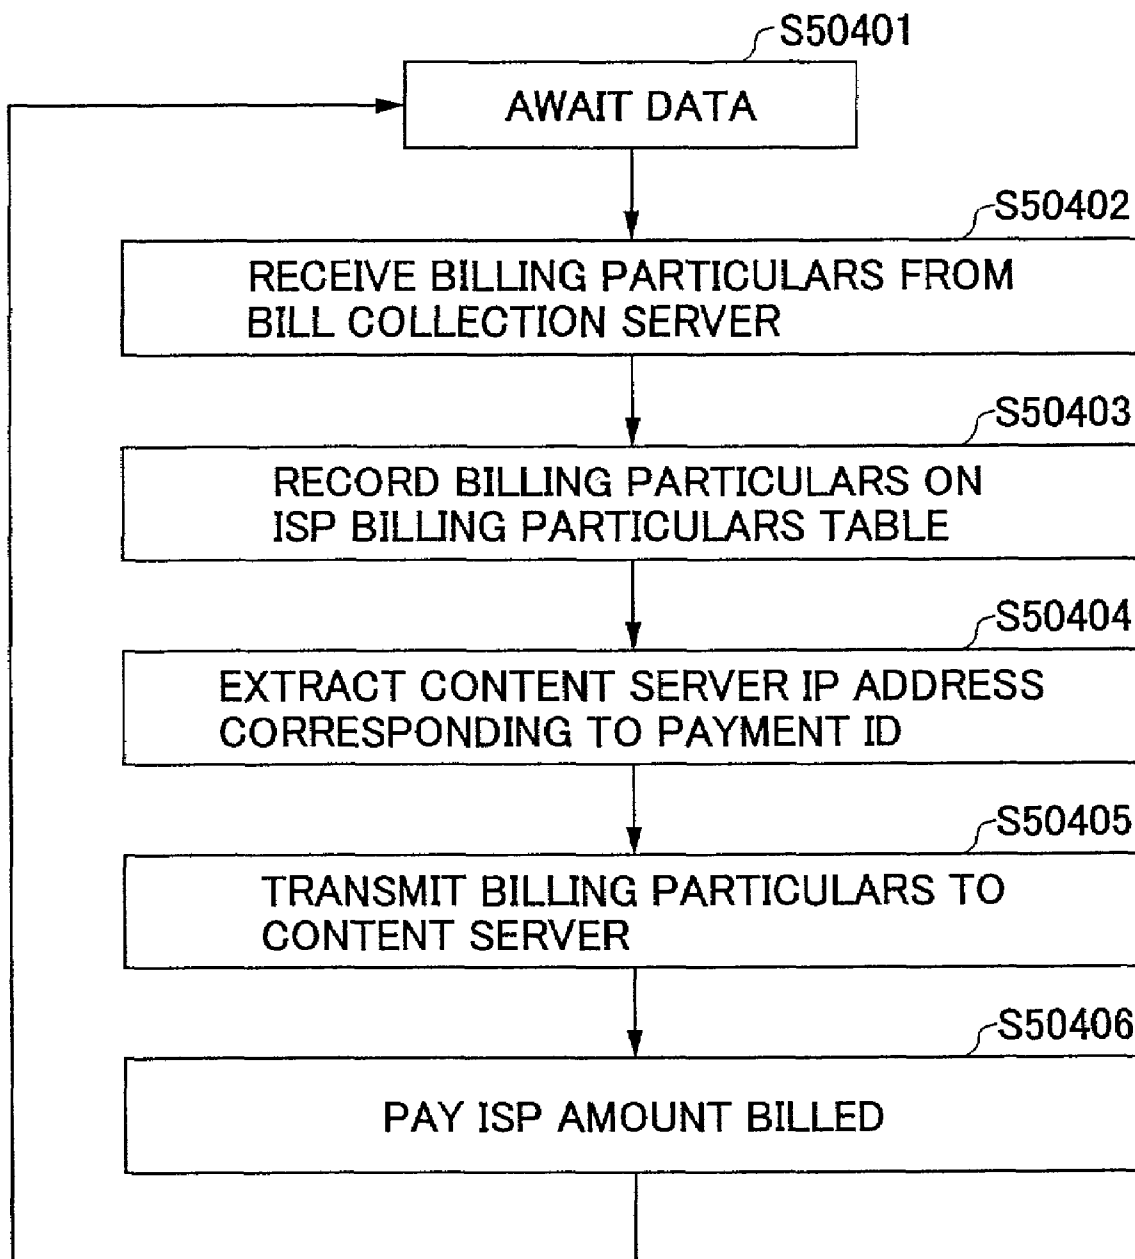 S50401
AWAIT DATA
S50402
RECEIVE BILLING PARTICULARS FROM
BILL COLLECTION SERVER
S50403
RECORD BILLING PARTICULARS ON
ISP BILLING PARTICULARS TABLE
S50404
EXTRACT CONTENT SERVER IP ADDRESS
CORRESPONDING TO PAYMENT ID
S50405
TRANSMIT BILLING PARTICULARS TO
CONTENT SERVER
S50406
PAY ISP AMOUNT BILLED